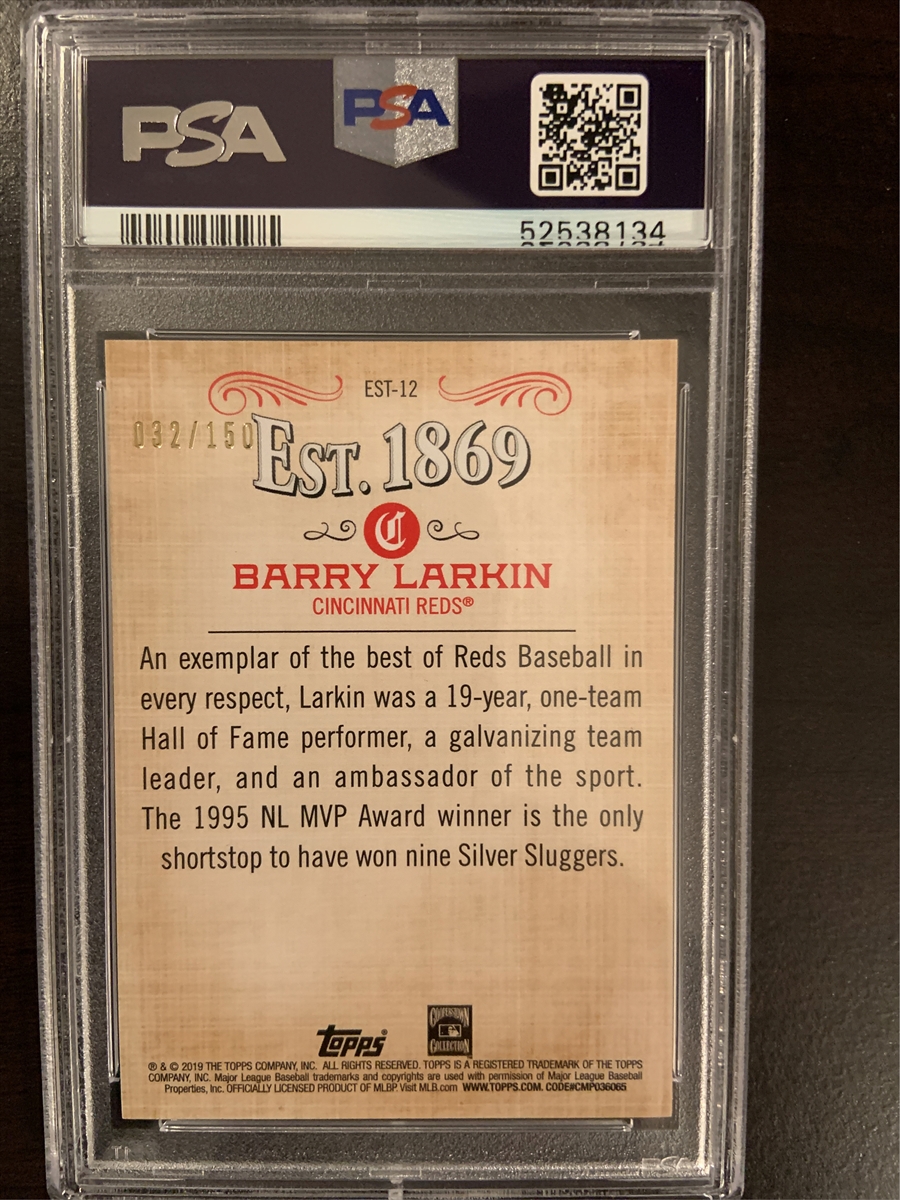 PSA PSA
52538134
EST-12
032/150
EST. 1869
C
BARRY LARKIN
CINCINNATI REDS®
An exemplar of the best of Reds Baseball in
every respect, Larkin was a 19-year, one-team
Hall of Fame performer, a galvanizing team
leader, and an ambassador of the sport.
The 1995 NL MVP Award winner is the only
shortstop to have won nine Silver Sluggers.
topps®
COOPERSTOWN
COLLECTION
® & © 2019 THE TOPPS COMPANY, INC. ALL RIGHTS RESERVED. TOPPS IS A REGISTERED TRADEMARK OF THE TOPPS
COMPANY, INC. Major League Baseball trademarks and copyrights are used with permission of Major League Baseball
Properties, Inc. OFFICIALLY LICENSED PRODUCT OF MLBP. Visit MLB.com WWW.TOPPS.COM. CODE#CMP036065